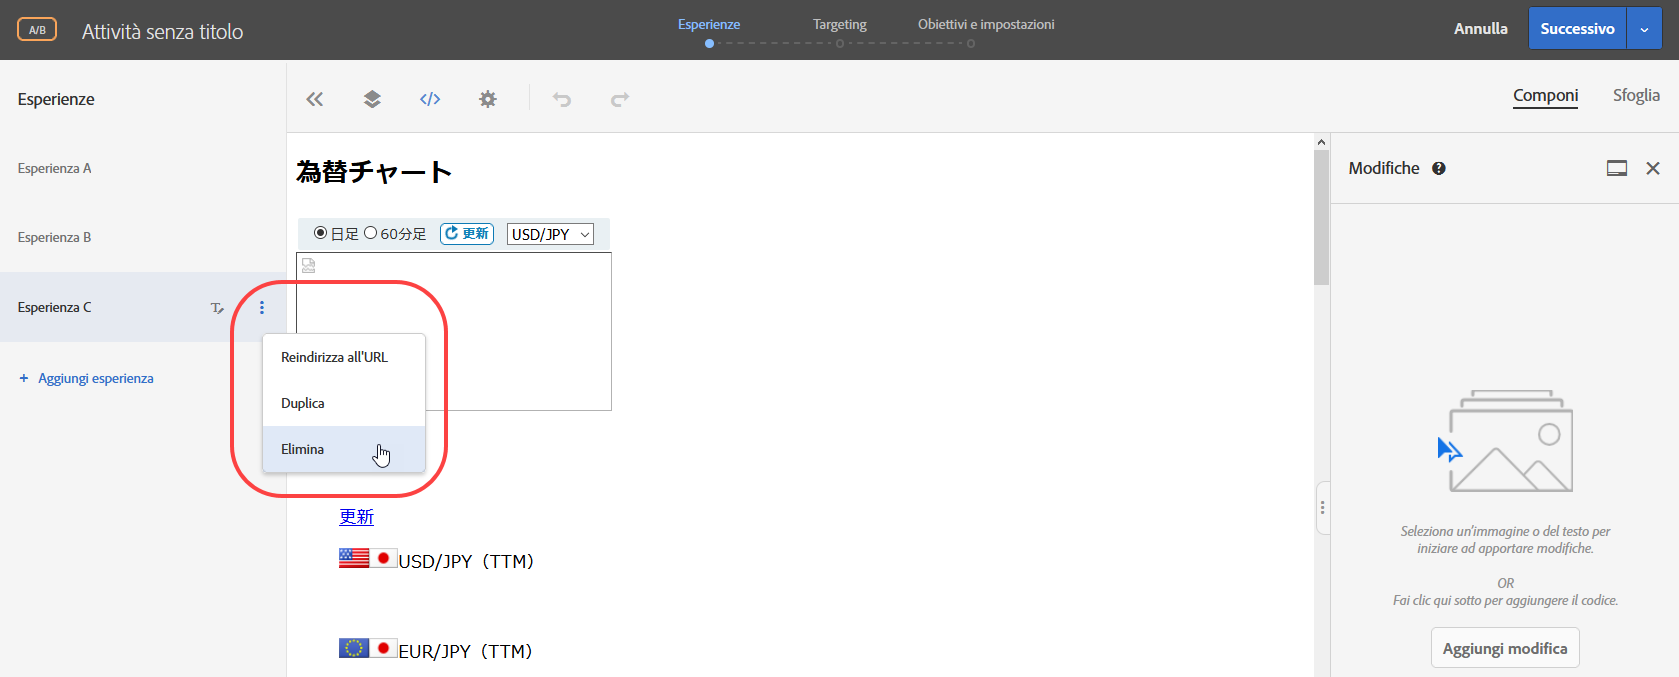 A/B
Attività senza titolo
Esperienze
Targeting
Obiettivi e impostazioni
Annulla
Successivo
Esperienze
Componi
Sfoglia
Esperienza A
Esperienza B
Esperienza C
Reindirizza all'URL
Duplica
Elimina
+ Aggiungi esperienza
為替チャート
日足 60分足 更新 USD/JPY
更新
USD/JPY（TTM）
EUR/JPY（TTM）
Modifiche
Seleziona un'immagine o del testo per
iniziare ad apportare modifiche.
OR
Fai clic qui sotto per aggiungere il codice.
Aggiungi modifica